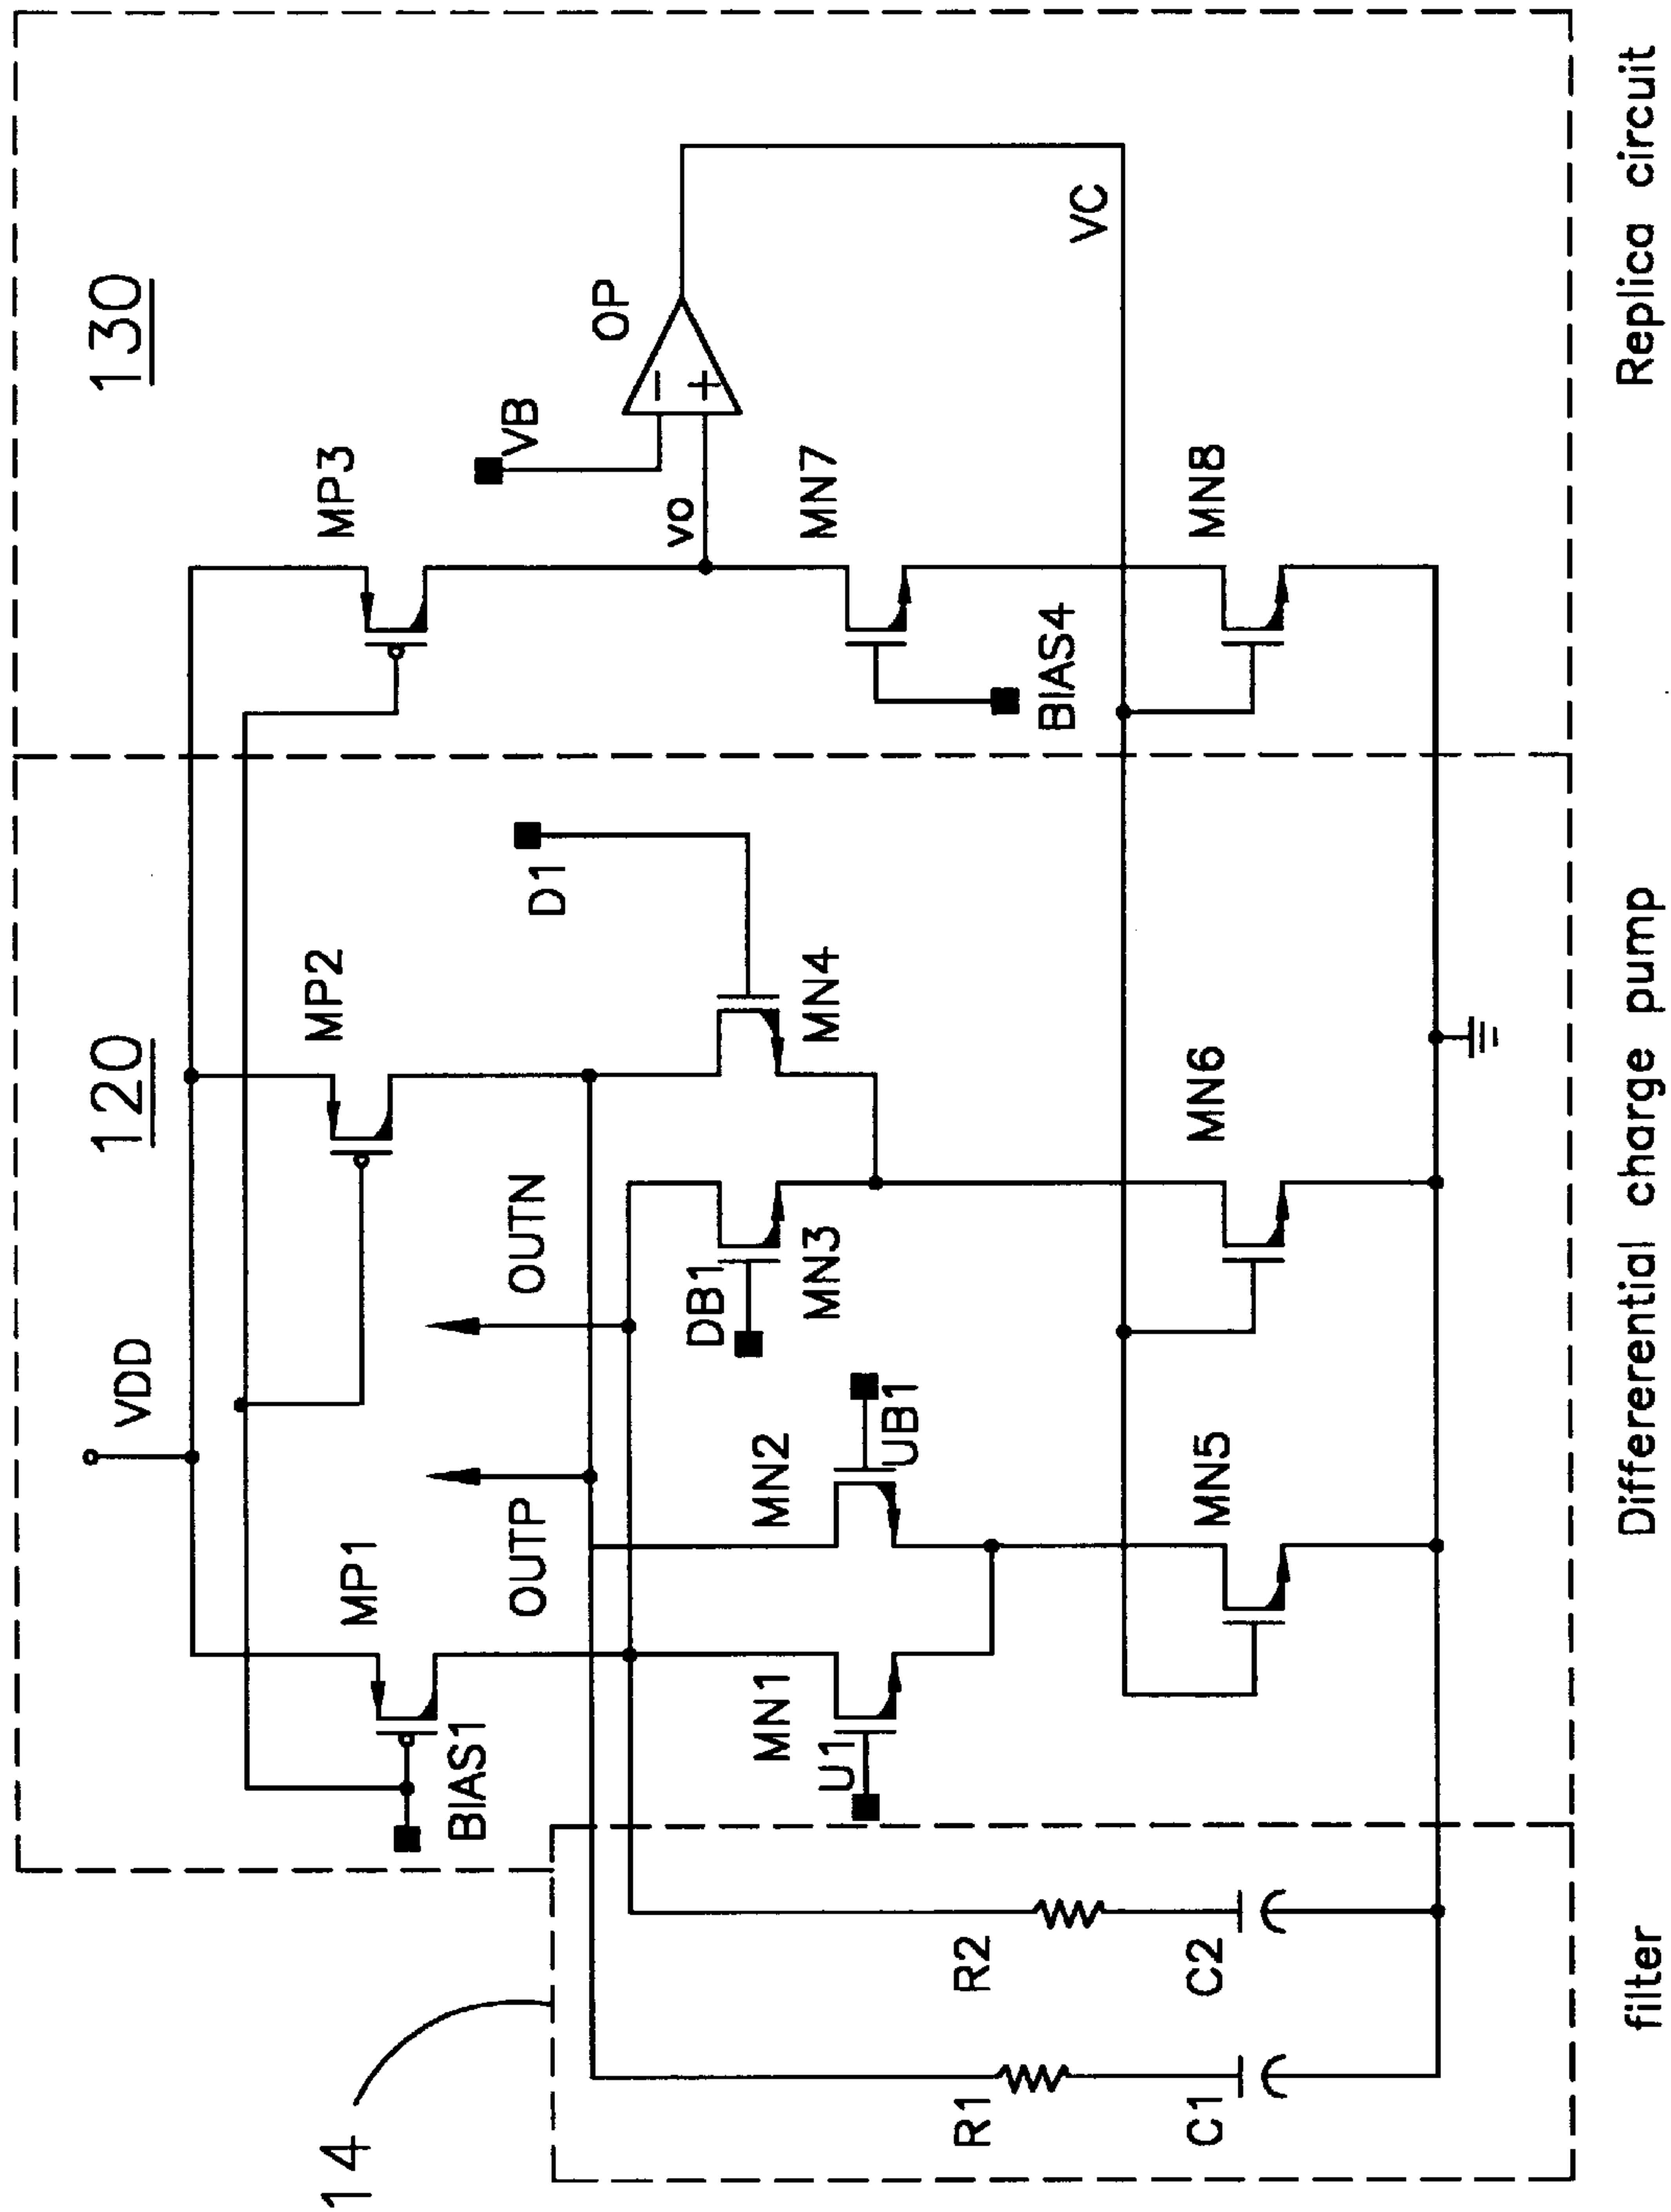 120
130
VDD
MP1
MP2
MP3
BIAS1
OUTP
OUTN
D1
VB
OP
vo
U1
MN1
MN2
UB1
DB1
MN3
MN4
MN7
BIAS4
VC
14
R1
R2
C1
C2
MN5
MN6
MN8
filter
Differential charge pump
Replica circuit
-
+